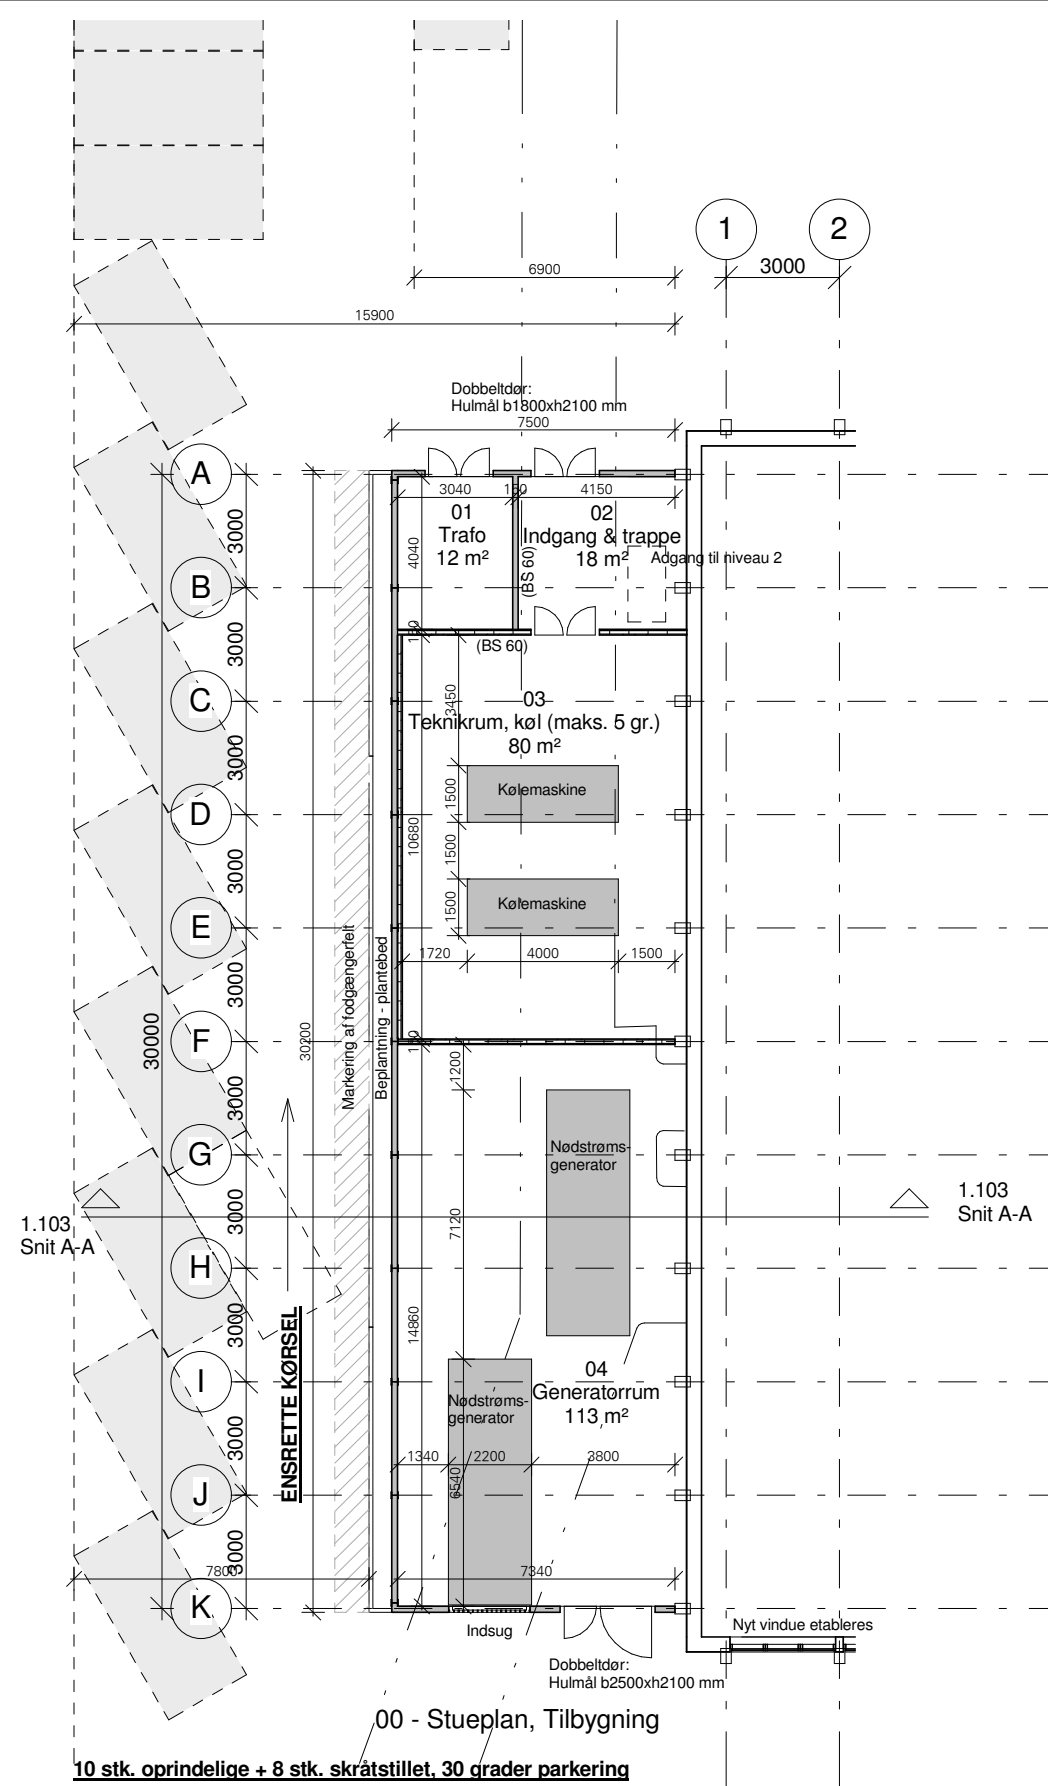 1
2
3000
6900
15900
Dobbeltdør:
Hulmål b1800xh2100 mm
7500
A
B
C
D
E
F
G
H
I
J
K
3000
3000
3000
3000
3000
3000
3000
3000
3000
3000
30000
30200
3040
150
4150
01
Trafo
12 m²
02
Indgang & trappe
18 m²
Adgang til niveau 2
4040
(BS 60)
(BS 60)
150
3450
03
Teknikrum, køl (maks. 5 gr.)
80 m²
Kølemaskine
1500
1500
10680
Kølemaskine
1500
1720
4000
1500
Markering af fodgængerfelt
Beplantning - plantebed
150
1200
Nødstrøms-
generator
7120
1.103
Snit A-A
1.103
Snit A-A
14860
ENSRETTE KØRSEL
04
Generatorrum
113 m²
Nødstrøms-
generator
1340
2200
3800
6540
7800
7340
Indsug
Nyt vindue etableres
Dobbeltdør:
Hulmål b2500xh2100 mm
00 - Stueplan, Tilbygning
10 stk. oprindelige + 8 stk. skråtstillet, 30 grader parkering